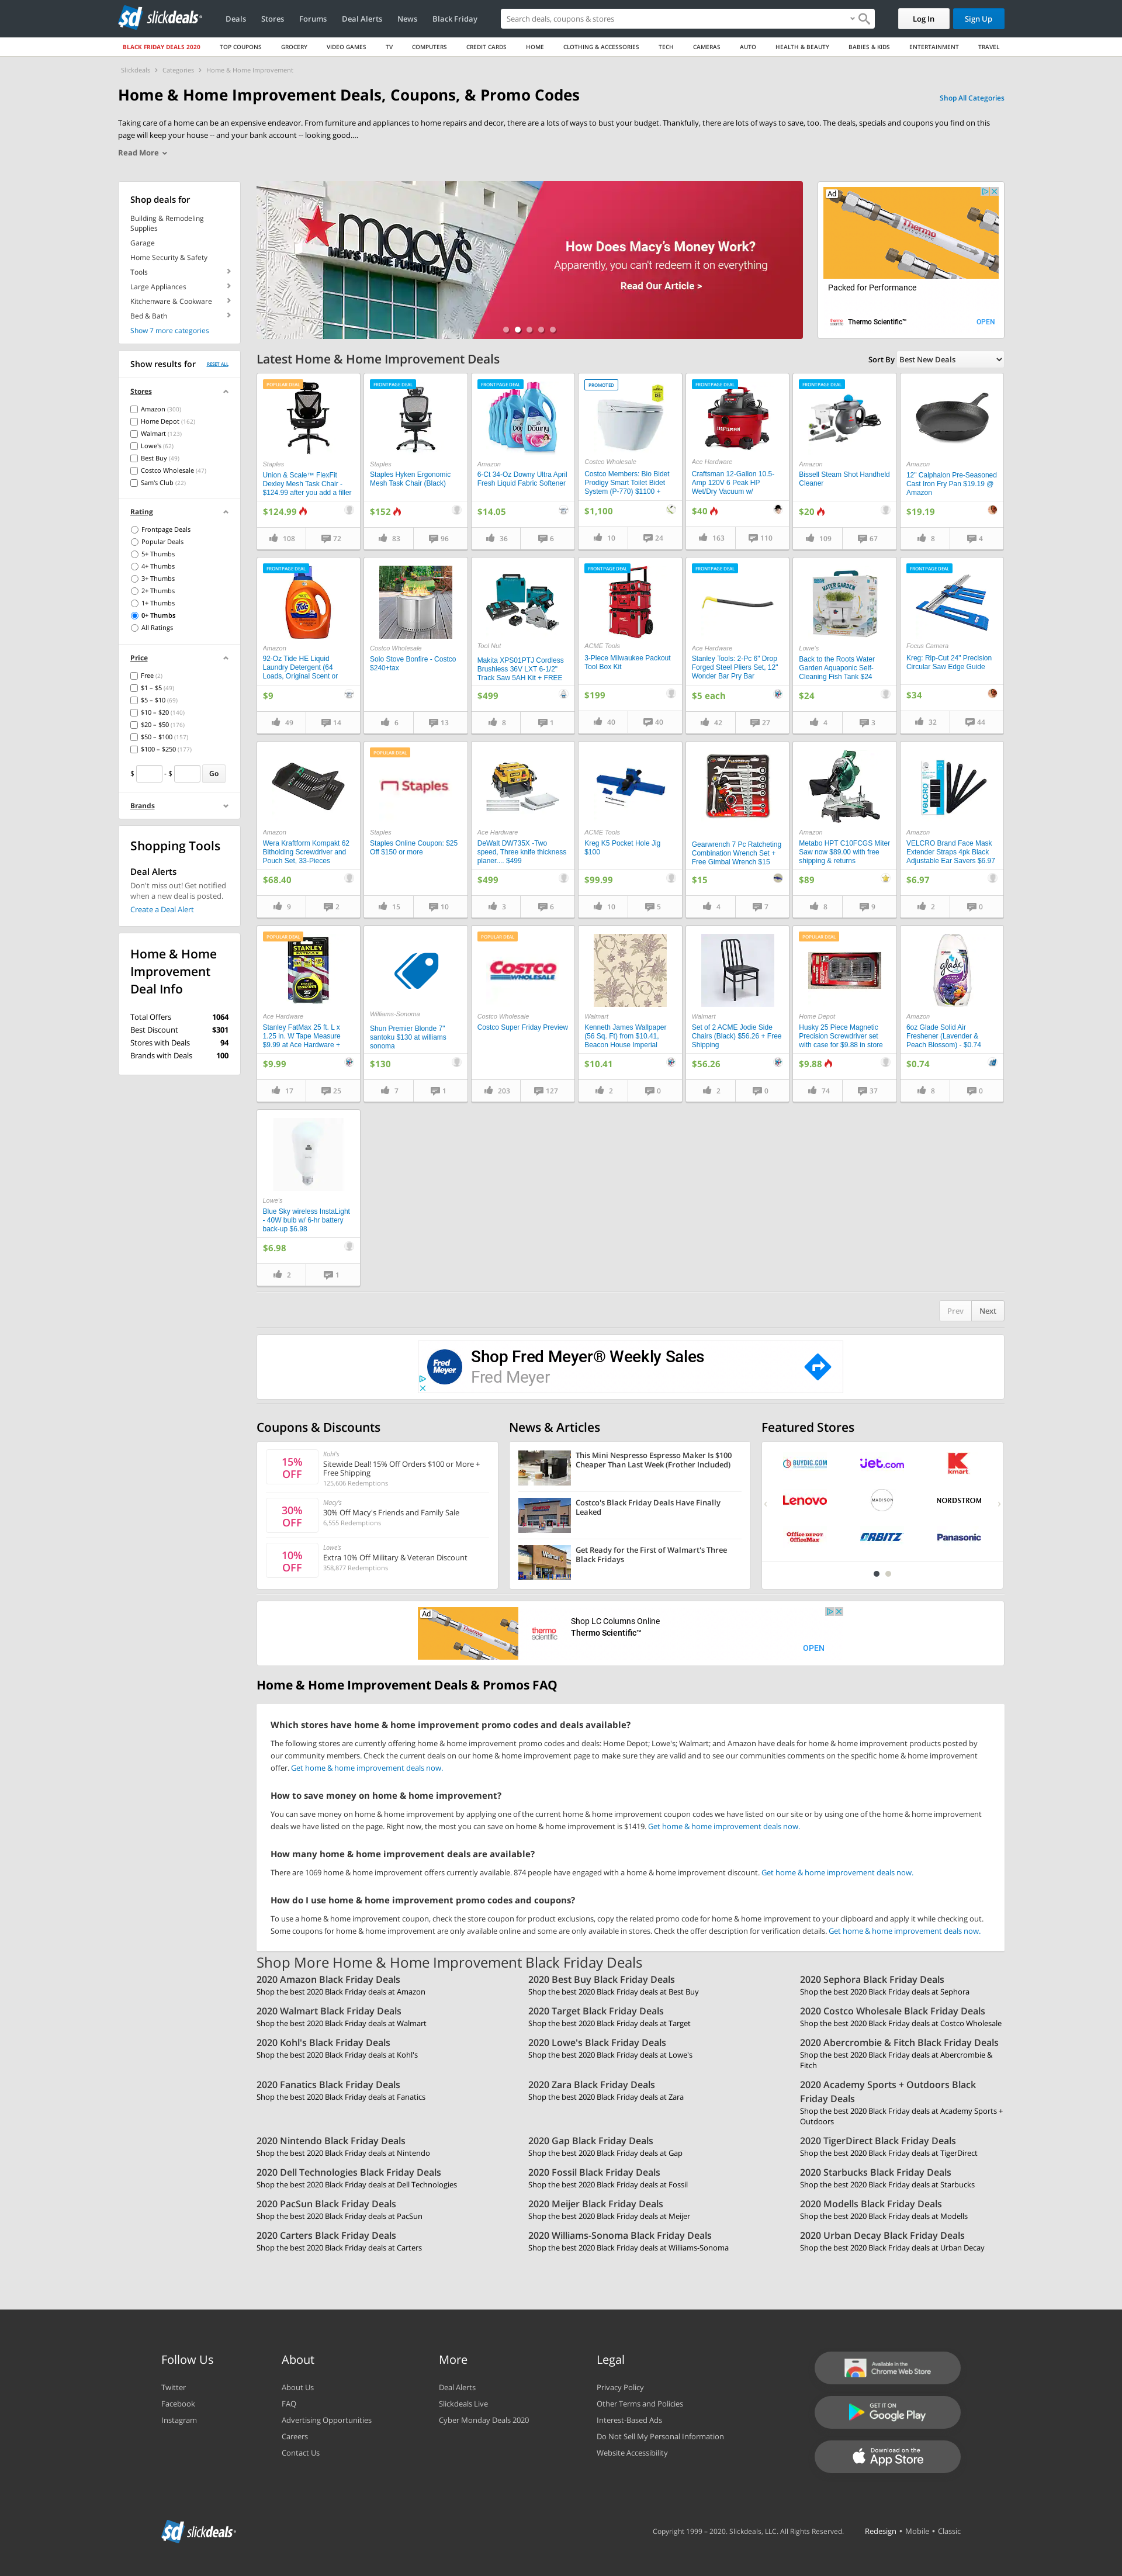 sd slickdeals
Deals
Stores
Forums
Deal Alerts
News
Black Friday
Search deals, coupons & stores
Log In
Sign Up
BLACK FRIDAY DEALS 2020
TOP COUPONS
GROCERY
VIDEO GAMES
TV
COMPUTERS
CREDIT CARDS
HOME
CLOTHING & ACCESSORIES
TECH
CAMERAS
AUTO
HEALTH & BEAUTY
BABIES & KIDS
ENTERTAINMENT
TRAVEL
Slickdeals > Categories > Home & Home Improvement
Home & Home Improvement Deals, Coupons, & Promo Codes
Shop All Categories
Taking care of a home can be an expensive endeavor. From furniture and appliances to home repairs and decor, there are a lots of ways to bust your budget. Thankfully, there are lots of ways to save, too. The deals, specials and coupons you find on this
page will keep your house -- and your bank account -- looking good....
Read More
Shop deals for
Building & Remodeling
Supplies
Garage
Home Security & Safety
Tools
Large Appliances
Kitchenware & Cookware
Bed & Bath
Show 7 more categories
Show results for
RESET ALL
Stores
Amazon (300)
Home Depot (162)
Walmart (123)
Lowe's (62)
Best Buy (49)
Costco Wholesale (47)
Sam's Club (22)
Rating
Frontpage Deals
Popular Deals
5+ Thumbs
4+ Thumbs
3+ Thumbs
2+ Thumbs
1+ Thumbs
0+ Thumbs
All Ratings
Price
Free (2)
$1 – $5 (49)
$5 – $10 (69)
$10 – $20 (140)
$20 – $50 (176)
$50 – $100 (157)
$100 – $250 (177)
$ - $ Go
Brands
Shopping Tools
Deal Alerts
Don't miss out! Get notified
when a new deal is posted.
Create a Deal Alert
Home & Home
Improvement
Deal Info
Total Offers 1064
Best Discount $301
Stores with Deals 94
Brands with Deals 100
macy's
MEN'S HOME FURNITURE
How Does Macy's Money Work?
Apparently, you can't redeem it on everything
Read Our Article >
Ad
Thermo
Packed for Performance
Thermo Scientific™
OPEN
Latest Home & Home Improvement Deals
Sort By Best New Deals
POPULAR DEAL
Staples
Union & Scale™ FlexFit
Dexley Mesh Task Chair -
$124.99 after you add a filler
$124.99
108 72
FRONTPAGE DEAL
Staples
Staples Hyken Ergonomic
Mesh Task Chair (Black)
$152
83 96
FRONTPAGE DEAL
Amazon
6-Ct 34-Oz Downy Ultra April
Fresh Liquid Fabric Softener
$14.05
36 6
PROMOTED
Costco Wholesale
Costco Members: Bio Bidet
Prodigy Smart Toilet Bidet
System (P-770) $1100 +
$1,100
10 24
FRONTPAGE DEAL
Ace Hardware
Craftsman 12-Gallon 10.5-
Amp 120V 6 Peak HP
Wet/Dry Vacuum w/
$40
163 110
FRONTPAGE DEAL
Amazon
Bissell Steam Shot Handheld
Cleaner
$20
109 67
Amazon
12" Calphalon Pre-Seasoned
Cast Iron Fry Pan $19.19 @
Amazon
$19.19
8 4
FRONTPAGE DEAL
Tide
Amazon
92-Oz Tide HE Liquid
Laundry Detergent (64
Loads, Original Scent or
$9
49 14
Costco Wholesale
Solo Stove Bonfire - Costco
$240+tax
6 13
Tool Nut
Makita XPS01PTJ Cordless
Brushless 36V LXT 6-1/2"
Track Saw 5AH Kit + FREE
$499
8 1
FRONTPAGE DEAL
ACME Tools
3-Piece Milwaukee Packout
Tool Box Kit
$199
40 40
FRONTPAGE DEAL
Ace Hardware
Stanley Tools: 2-Pc 6" Drop
Forged Steel Pliers Set, 12"
Wonder Bar Pry Bar
$5 each
42 27
WATER GARDEN
Lowe's
Back to the Roots Water
Garden Aquaponic Self-
Cleaning Fish Tank $24
$24
4 3
FRONTPAGE DEAL
Focus Camera
Kreg: Rip-Cut 24" Precision
Circular Saw Edge Guide
$34
32 44
Amazon
Wera Kraftform Kompakt 62
Bitholding Screwdriver and
Pouch Set, 33-Pieces
$68.40
9 2
POPULAR DEAL
Staples
Staples
Staples Online Coupon: $25
Off $150 or more
15 10
Ace Hardware
DeWalt DW735X -Two
speed, Three knife thickness
planer.... $499
$499
3 6
ACME Tools
Kreg K5 Pocket Hole Jig
$100
$99.99
10 5
Gearwrench 7 Pc Ratcheting
Combination Wrench Set +
Free Gimbal Wrench $15
$15
4 7
Amazon
Metabo HPT C10FCGS Miter
Saw now $89.00 with free
shipping & returns
$89
8 9
VELCRO
Amazon
VELCRO Brand Face Mask
Extender Straps 4pk Black
Adjustable Ear Savers $6.97
$6.97
2 0
POPULAR DEAL
STANLEY
Ace Hardware
Stanley FatMax 25 ft. L x
1.25 in. W Tape Measure
$9.99 at Ace Hardware +
$9.99
17 25
Williams-Sonoma
Shun Premier Blonde 7"
santoku $130 at williams
sonoma
$130
7 1
POPULAR DEAL
COSTCO
WHOLESALE
Costco Wholesale
Costco Super Friday Preview
203 127
Walmart
Kenneth James Wallpaper
(56 Sq. Ft) from $10.41,
Beacon House Imperial
$10.41
2 0
Walmart
Set of 2 ACME Jodie Side
Chairs (Black) $56.26 + Free
Shipping
$56.26
2 0
POPULAR DEAL
Home Depot
Husky 25 Piece Magnetic
Precision Screwdriver set
with case for $9.88 in store
$9.88
74 37
glade
Amazon
6oz Glade Solid Air
Freshener (Lavender &
Peach Blossom) - $0.74
$0.74
8 0
Lowe's
Blue Sky wireless InstaLight
- 40W bulb w/ 6-hr battery
back-up $6.98
$6.98
2 1
Prev
Next
Fred Meyer
Shop Fred Meyer® Weekly Sales
Fred Meyer
Coupons & Discounts
15% OFF
Kohl's
Sitewide Deal! 15% Off Orders $100 or More +
Free Shipping
125,606 Redemptions
30% OFF
Macy's
30% Off Macy's Friends and Family Sale
6,555 Redemptions
10% OFF
Lowe's
Extra 10% Off Military & Veteran Discount
358,877 Redemptions
News & Articles
This Mini Nespresso Espresso Maker Is $100
Cheaper Than Last Week (Frother Included)
Costco's Black Friday Deals Have Finally
Leaked
Get Ready for the First of Walmart's Three
Black Fridays
Featured Stores
BUYDIG.COM
jet.com
K kmart
Lenovo
MADISON
NORDSTROM
Office DEPOT
OfficeMax
ORBITZ
Panasonic
Ad
thermo
scientific
Shop LC Columns Online
Thermo Scientific™
OPEN
Home & Home Improvement Deals & Promos FAQ
Which stores have home & home improvement promo codes and deals available?
The following stores are currently offering home & home improvement promo codes and deals: Home Depot; Lowe's; Walmart; and Amazon have deals for home & home improvement products posted by
our community members. Check the current deals on our home & home improvement page to make sure they are valid and to see our communities comments on the specific home & home improvement
offer. Get home & home improvement deals now.
How to save money on home & home improvement?
You can save money on home & home improvement by applying one of the current home & home improvement coupon codes we have listed on our site or by using one of the home & home improvement
deals we have listed on the page. Right now, the most you can save on home & home improvement is $1419. Get home & home improvement deals now.
How many home & home improvement deals are available?
There are 1069 home & home improvement offers currently available. 874 people have engaged with a home & home improvement discount. Get home & home improvement deals now.
How do I use home & home improvement promo codes and coupons?
To use a home & home improvement coupon, check the store coupon for product exclusions, copy the related promo code for home & home improvement to your clipboard and apply it while checking out.
Some coupons for home & home improvement are only available online and some are only available in stores. Check the offer description for verification details. Get home & home improvement deals now.
Shop More Home & Home Improvement Black Friday Deals
2020 Amazon Black Friday Deals
Shop the best 2020 Black Friday deals at Amazon
2020 Best Buy Black Friday Deals
Shop the best 2020 Black Friday deals at Best Buy
2020 Sephora Black Friday Deals
Shop the best 2020 Black Friday deals at Sephora
2020 Walmart Black Friday Deals
Shop the best 2020 Black Friday deals at Walmart
2020 Target Black Friday Deals
Shop the best 2020 Black Friday deals at Target
2020 Costco Wholesale Black Friday Deals
Shop the best 2020 Black Friday deals at Costco Wholesale
2020 Kohl's Black Friday Deals
Shop the best 2020 Black Friday deals at Kohl's
2020 Lowe's Black Friday Deals
Shop the best 2020 Black Friday deals at Lowe's
2020 Abercrombie & Fitch Black Friday Deals
Shop the best 2020 Black Friday deals at Abercrombie &
Fitch
2020 Fanatics Black Friday Deals
Shop the best 2020 Black Friday deals at Fanatics
2020 Zara Black Friday Deals
Shop the best 2020 Black Friday deals at Zara
2020 Academy Sports + Outdoors Black
Friday Deals
Shop the best 2020 Black Friday deals at Academy Sports +
Outdoors
2020 Nintendo Black Friday Deals
Shop the best 2020 Black Friday deals at Nintendo
2020 Gap Black Friday Deals
Shop the best 2020 Black Friday deals at Gap
2020 TigerDirect Black Friday Deals
Shop the best 2020 Black Friday deals at TigerDirect
2020 Dell Technologies Black Friday Deals
Shop the best 2020 Black Friday deals at Dell Technologies
2020 Fossil Black Friday Deals
Shop the best 2020 Black Friday deals at Fossil
2020 Starbucks Black Friday Deals
Shop the best 2020 Black Friday deals at Starbucks
2020 PacSun Black Friday Deals
Shop the best 2020 Black Friday deals at PacSun
2020 Meijer Black Friday Deals
Shop the best 2020 Black Friday deals at Meijer
2020 Modells Black Friday Deals
Shop the best 2020 Black Friday deals at Modells
2020 Carters Black Friday Deals
Shop the best 2020 Black Friday deals at Carters
2020 Williams-Sonoma Black Friday Deals
Shop the best 2020 Black Friday deals at Williams-Sonoma
2020 Urban Decay Black Friday Deals
Shop the best 2020 Black Friday deals at Urban Decay
Follow Us
Twitter
Facebook
Instagram
About
About Us
FAQ
Advertising Opportunities
Careers
Contact Us
More
Deal Alerts
Slickdeals Live
Cyber Monday Deals 2020
Legal
Privacy Policy
Other Terms and Policies
Interest-Based Ads
Do Not Sell My Personal Information
Website Accessibility
Available in the
Chrome Web Store
GET IT ON
Google Play
Download on the
App Store
sd slickdeals
Copyright 1999 – 2020. Slickdeals, LLC. All Rights Reserved.
Redesign • Mobile • Classic